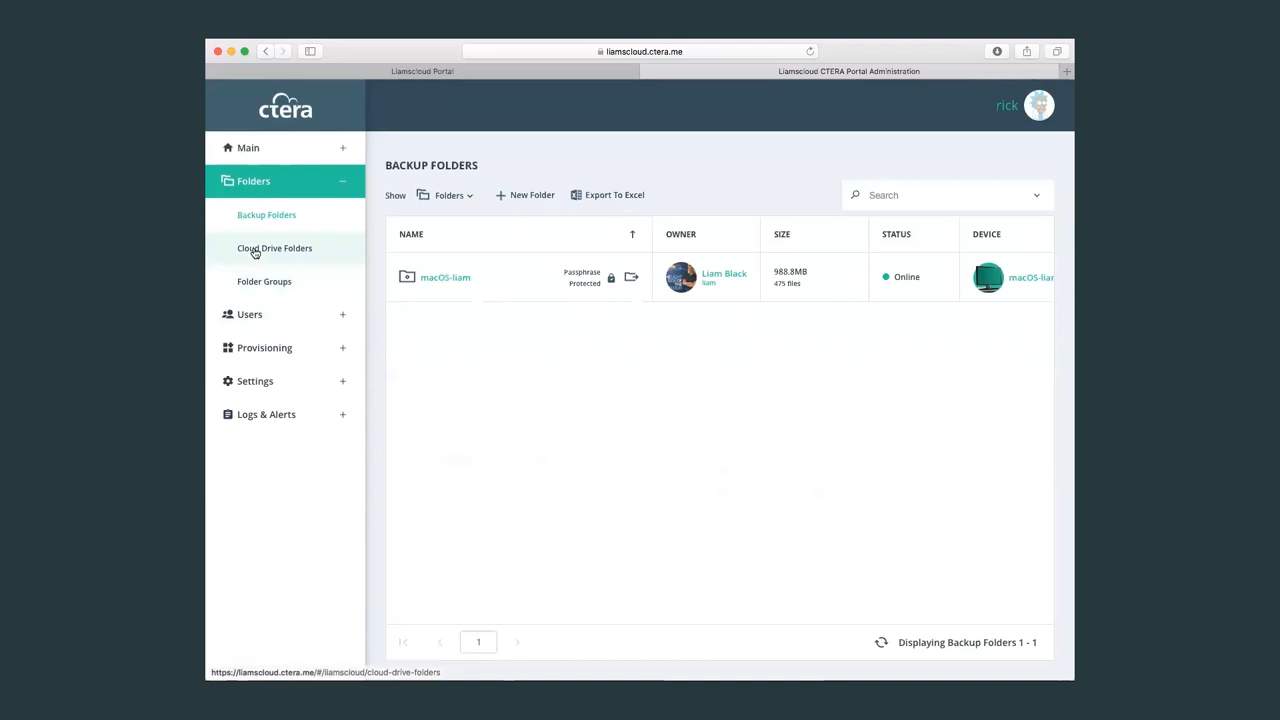 liamscloud.ctera.me
Liamscloud Portal
Liamscloud CTERA Portal Administration
ctera
rick
Main
Folders
Backup Folders
Cloud Drive Folders
Folder Groups
Users
Provisioning
Settings
Logs & Alerts
BACKUP FOLDERS
Show Folders New Folder Export To Excel Search
NAME OWNER SIZE STATUS DEVICE
macOS-liam
Passphrase
Protected
Liam Black
liam
988.8MB
475 files
Online
macOS-liar
1
Displaying Backup Folders 1 - 1
https://liamscloud.ctera.me/#/liamscloud/cloud-drive-folders